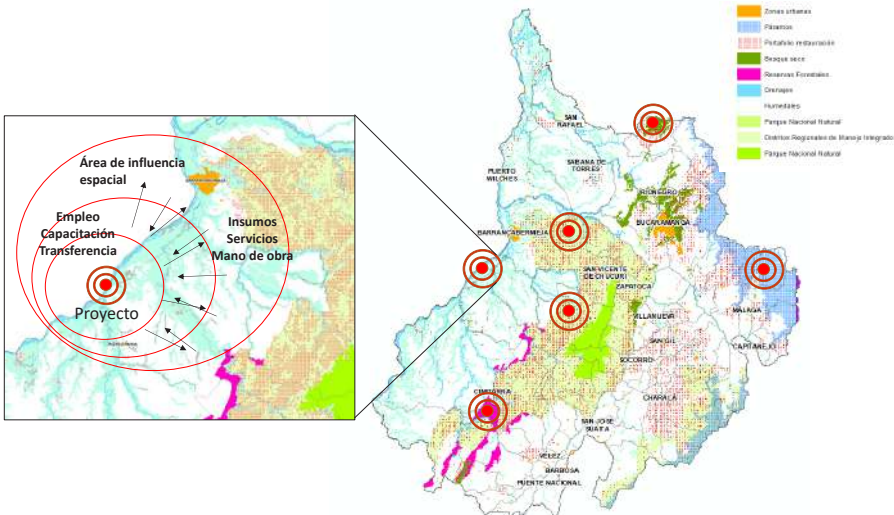 Zonas urbanas
Páramos
Portafolio restauración
Bosque seco
Reservas Forestales
Drenajes
Humedales
Parque Nacional Natural
Distritos Regionales de Manejo Integrado
Parque Nacional Natural
Área de influencia
espacial
Empleo
Capacitación
Transferencia
Insumos
Servicios
Mano de obra
Proyecto
SAN
RAFAEL
PUERTO
WILCHES
SABANA DE
TORRES
RIONEGRO
BUCARAMANGA
BARRANCABERMEJA
SAN VICENTE
DE CHUCURI
ZAPATOCA
VILLANUEVA
MALAGA
SAN GIL
CAPITANEJO
SOCORRO
CIMITARRA
CHARALA
SAN JOSE
SUAITA
VELEZ
BARBOSA
PUENTE NACIONAL